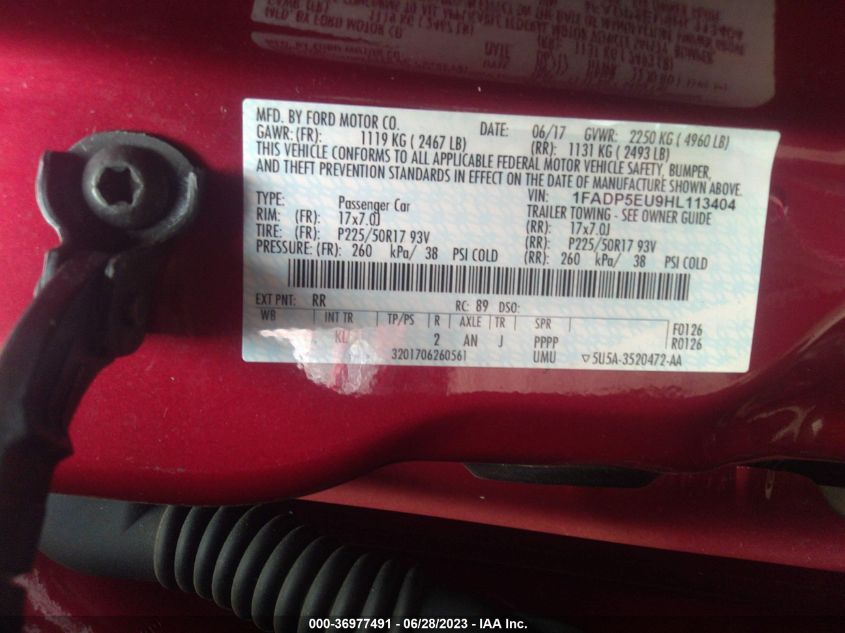 MFD. BY FORD MOTOR CO. DATE: 06/17 GVWR: 2250 KG ( 4960 LB)
GAWR: (FR): 1119 KG ( 2467 LB) (RR): 1131 KG ( 2493 LB)
THIS VEHICLE CONFORMS TO ALL APPLICABLE FEDERAL MOTOR VEHICLE SAFETY, BUMPER,
AND THEFT PREVENTION STANDARDS IN EFFECT ON THE DATE OF MANUFACTURE SHOWN ABOVE.
VIN: 1FADP5EU9HL113404
TYPE: Passenger Car TRAILER TOWING - SEE OWNER GUIDE
RIM: (FR): 17x7.0J (RR): 17x7.0J
TIRE: (FR): P225/50R17 93V (RR): P225/50R17 93V
PRESSURE: (FR): 260 kPa/ 38 PSI COLD (RR): 260 kPa/ 38 PSI COLD
EXT PNT: RR RC: 89 DSO:
WB INT TR TP/PS R AXLE TR SPR F0126
2 AN J PPPP R0126
3201706260561 UMU ▽5U5A-3520472-AA
000-36977491 - 06/28/2023 - IAA Inc.